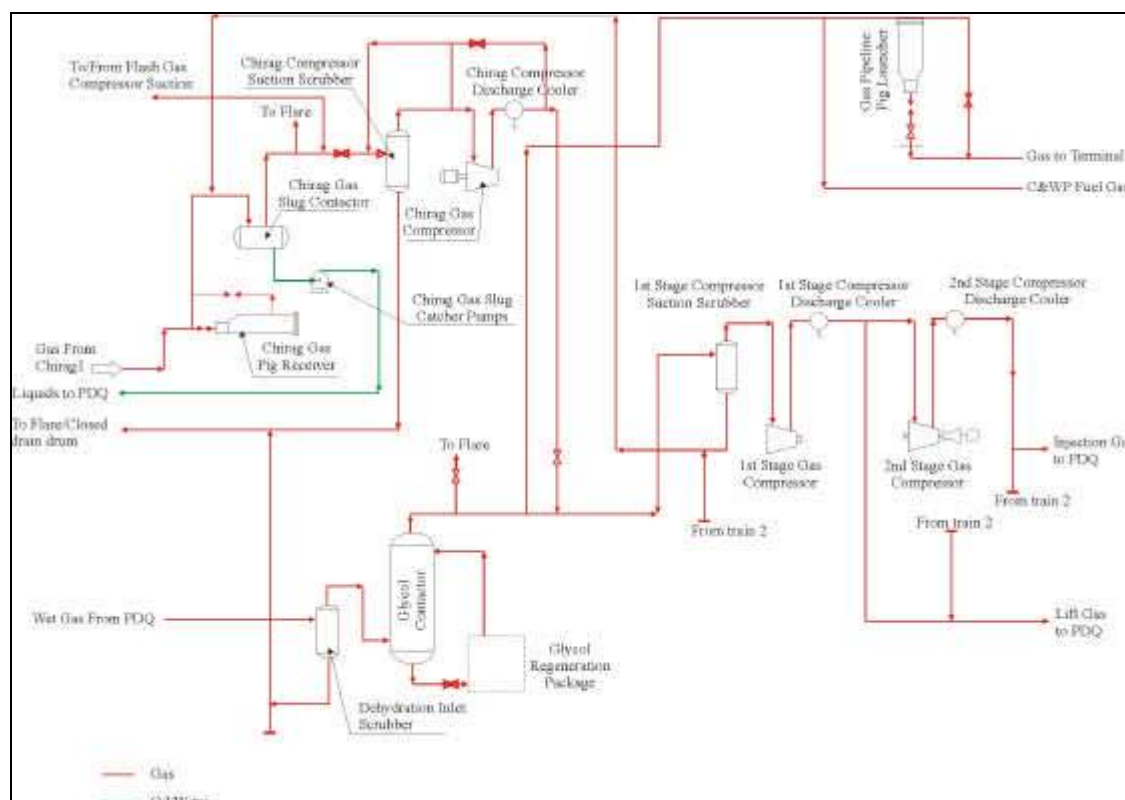 To/From Flash Gas
Compressor Suction
Chirag Compressor
Suction Scrubber
Chirag Compressor
Discharge Cooler
Gas Pipeline
Pig Launcher
To Flare
Gas to Terminal
C&WP Fuel Gas
Chirag Gas
Slug Contactor
Chirag Gas
Compressor
1st Stage Compressor
Suction Scrubber
1st Stage Compressor
Discharge Cooler
2nd Stage Compressor
Discharge Cooler
Chirag Gas Slug
Catcher Pumps
Gas From
Chirag1
Chirag Gas
Pig Receiver
Liquids to PDQ
To Flare/Closed
drain drum
To Flare
1st Stage Gas
Compressor
2nd Stage Gas
Compressor
Injection Ga
to PDQ
From train 2
From train 2
From train 2
Glycol
Contactor
Wet Gas From PDQ
Lift Gas
to PDQ
Glycol
Regeneration
Package
Dehydration Inlet
Scrubber
Gas